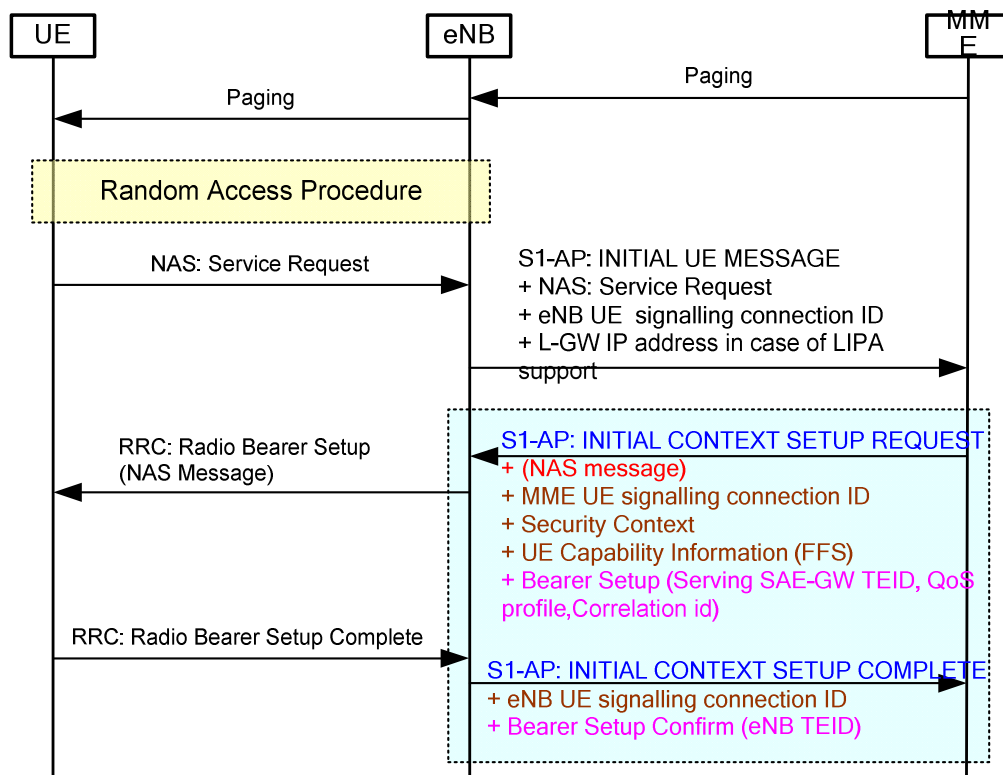 UE
eNB
MM
E
Paging
Paging
Random Access Procedure
NAS: Service Request
S1-AP: INITIAL UE MESSAGE
+ NAS: Service Request
+ eNB UE  signalling connection ID
+ L-GW IP address in case of LIPA
support
RRC: Radio Bearer Setup
(NAS Message)
S1-AP: INITIAL CONTEXT SETUP REQUEST
+ (NAS message)
+ MME UE signalling connection ID
+ Security Context
+ UE Capability Information (FFS)
+ Bearer Setup (Serving SAE-GW TEID, QoS
profile,Correlation id)
RRC: Radio Bearer Setup Complete
S1-AP: INITIAL CONTEXT SETUP COMPLETE
+ eNB UE signalling connection ID
+ Bearer Setup Confirm (eNB TEID)